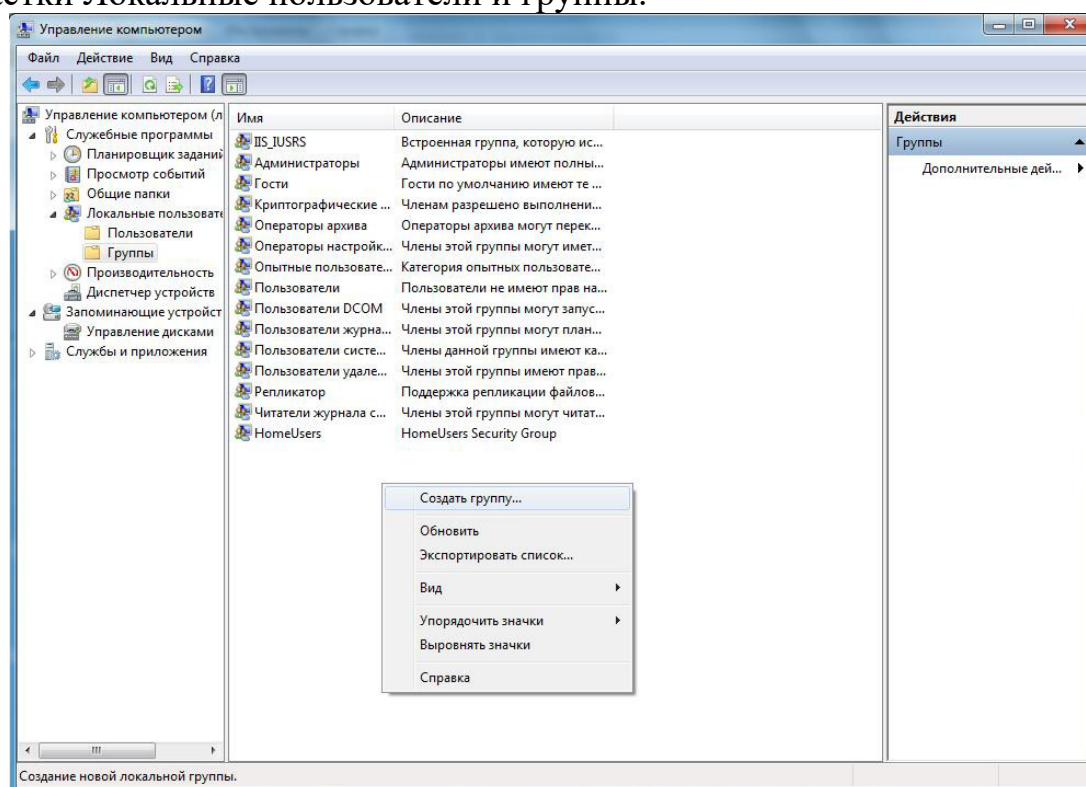 стки Локальные пользователи и группы.
Управление компьютером
Файл Действие Вид Справка
Управление компьютером (л
Служебные программы
Планировщик заданий
Просмотр событий
Общие папки
Локальные пользовате
Пользователи
Группы
Производительность
Диспетчер устройств
Запоминающие устройст
Управление дисками
Службы и приложения
Имя Описание
IIS_IUSRS Встроенная группа, которую ис...
Администраторы Администраторы имеют полны...
Гости Гости по умолчанию имеют те ...
Криптографические ... Членам разрешено выполнени...
Операторы архива Операторы архива могут перек...
Операторы настройк... Члены этой группы могут имет...
Опытные пользовате... Категория опытных пользовате...
Пользователи Пользователи не имеют прав на...
Пользователи DCOM Члены этой группы могут запус...
Пользователи журна... Члены этой группы могут план...
Пользователи систе... Члены данной группы имеют ка...
Пользователи удале... Члены этой группы имеют прав...
Репликатор Поддержка репликации файлов...
Читатели журнала с... Члены этой группы могут читат...
HomeUsers HomeUsers Security Group
Создать группу...
Обновить
Экспортировать список...
Вид
Упорядочить значки
Выровнять значки
Справка
Действия
Группы
Дополнительные дей...
Создание новой локальной группы.